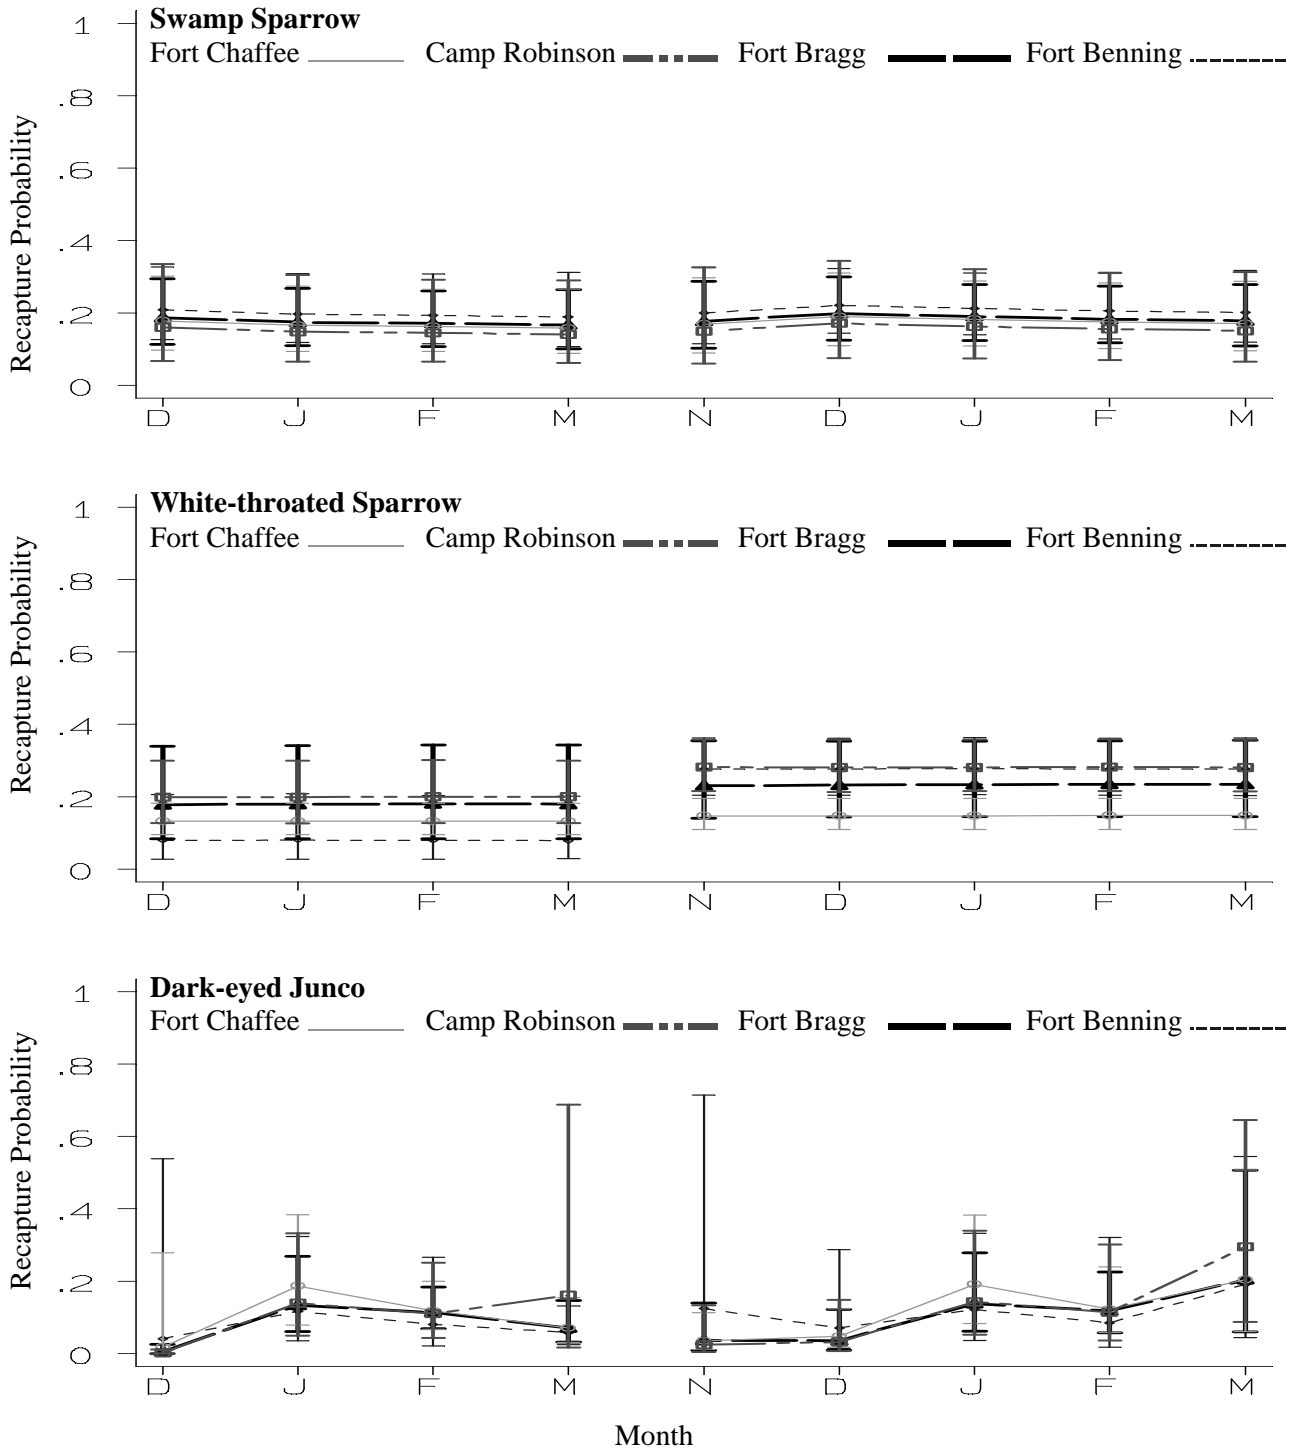 Swamp Sparrow
Fort Chaffee Camp Robinson Fort Bragg Fort Benning
Recapture Probability
1
.8
.6
.4
.2
0
D J F M N D J F M
White-throated Sparrow
Fort Chaffee Camp Robinson Fort Bragg Fort Benning
Recapture Probability
1
.8
.6
.4
.2
0
D J F M N D J F M
Dark-eyed Junco
Fort Chaffee Camp Robinson Fort Bragg Fort Benning
Recapture Probability
1
.8
.6
.4
.2
0
D J F M N D J F M
Month